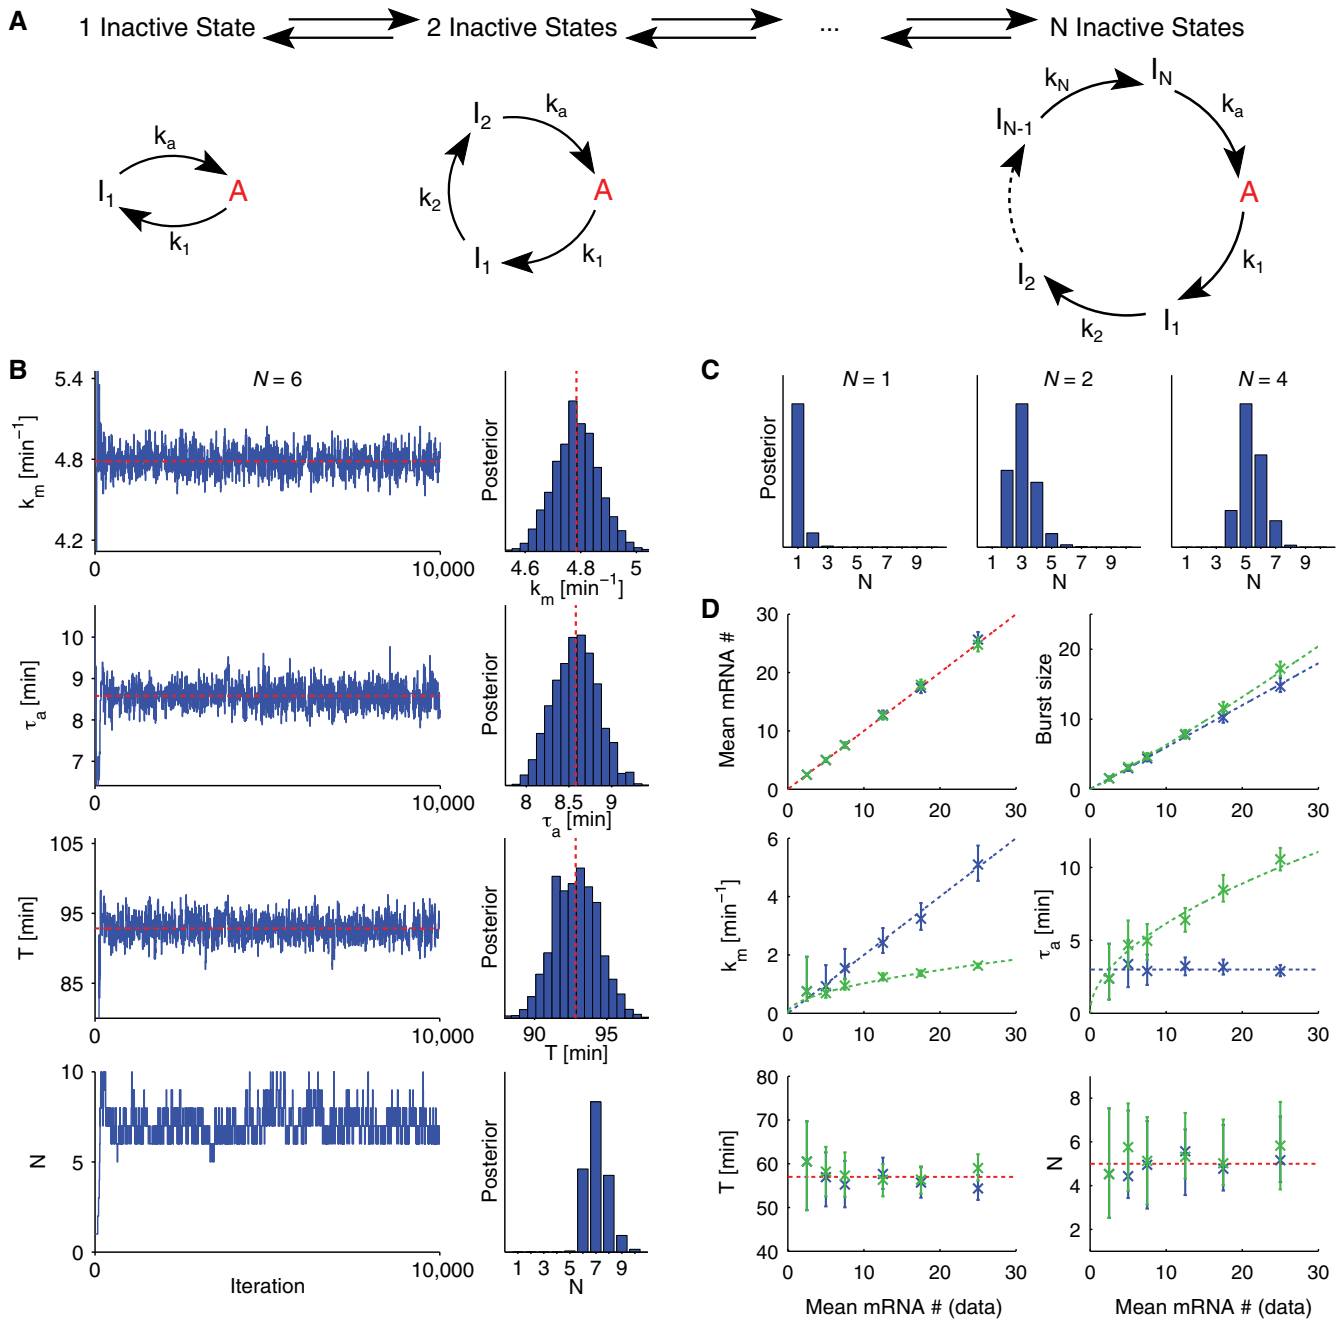 A
1 Inactive State
2 Inactive States
...
N Inactive States
k_a
I_1
A
k_1
I_2
k_a
k_2
A
I_1
k_1
k_N
I_N
k_a
I_{N-1}
A
I_2
k_1
k_2
I_1
B
N = 6
5.4
4.8
4.2
k_m [min⁻¹]
0
10,000
Posterior
4.6
4.8
5
k_m [min⁻¹]
10
9
8
7
τ_a [min]
0
10,000
Posterior
8
8.5
9
τ_a [min]
105
95
85
T [min]
0
10,000
Posterior
90
95
T [min]
10
5
0
N
0
10,000
Iteration
Posterior
1 3 5 7 9
N
C
N = 1
N = 2
N = 4
Posterior
1 3 5 7 9
N
1 3 5 7 9
N
1 3 5 7 9
N
D
30
20
10
0
Mean mRNA #
0 10 20 30
20
10
0
Burst size
0 10 20 30
6
4
2
0
k_m [min⁻¹]
0 10 20 30
10
5
0
τ_a [min]
0 10 20 30
80
70
60
50
40
T [min]
0 10 20 30
Mean mRNA # (data)
8
6
4
2
N
0 10 20 30
Mean mRNA # (data)